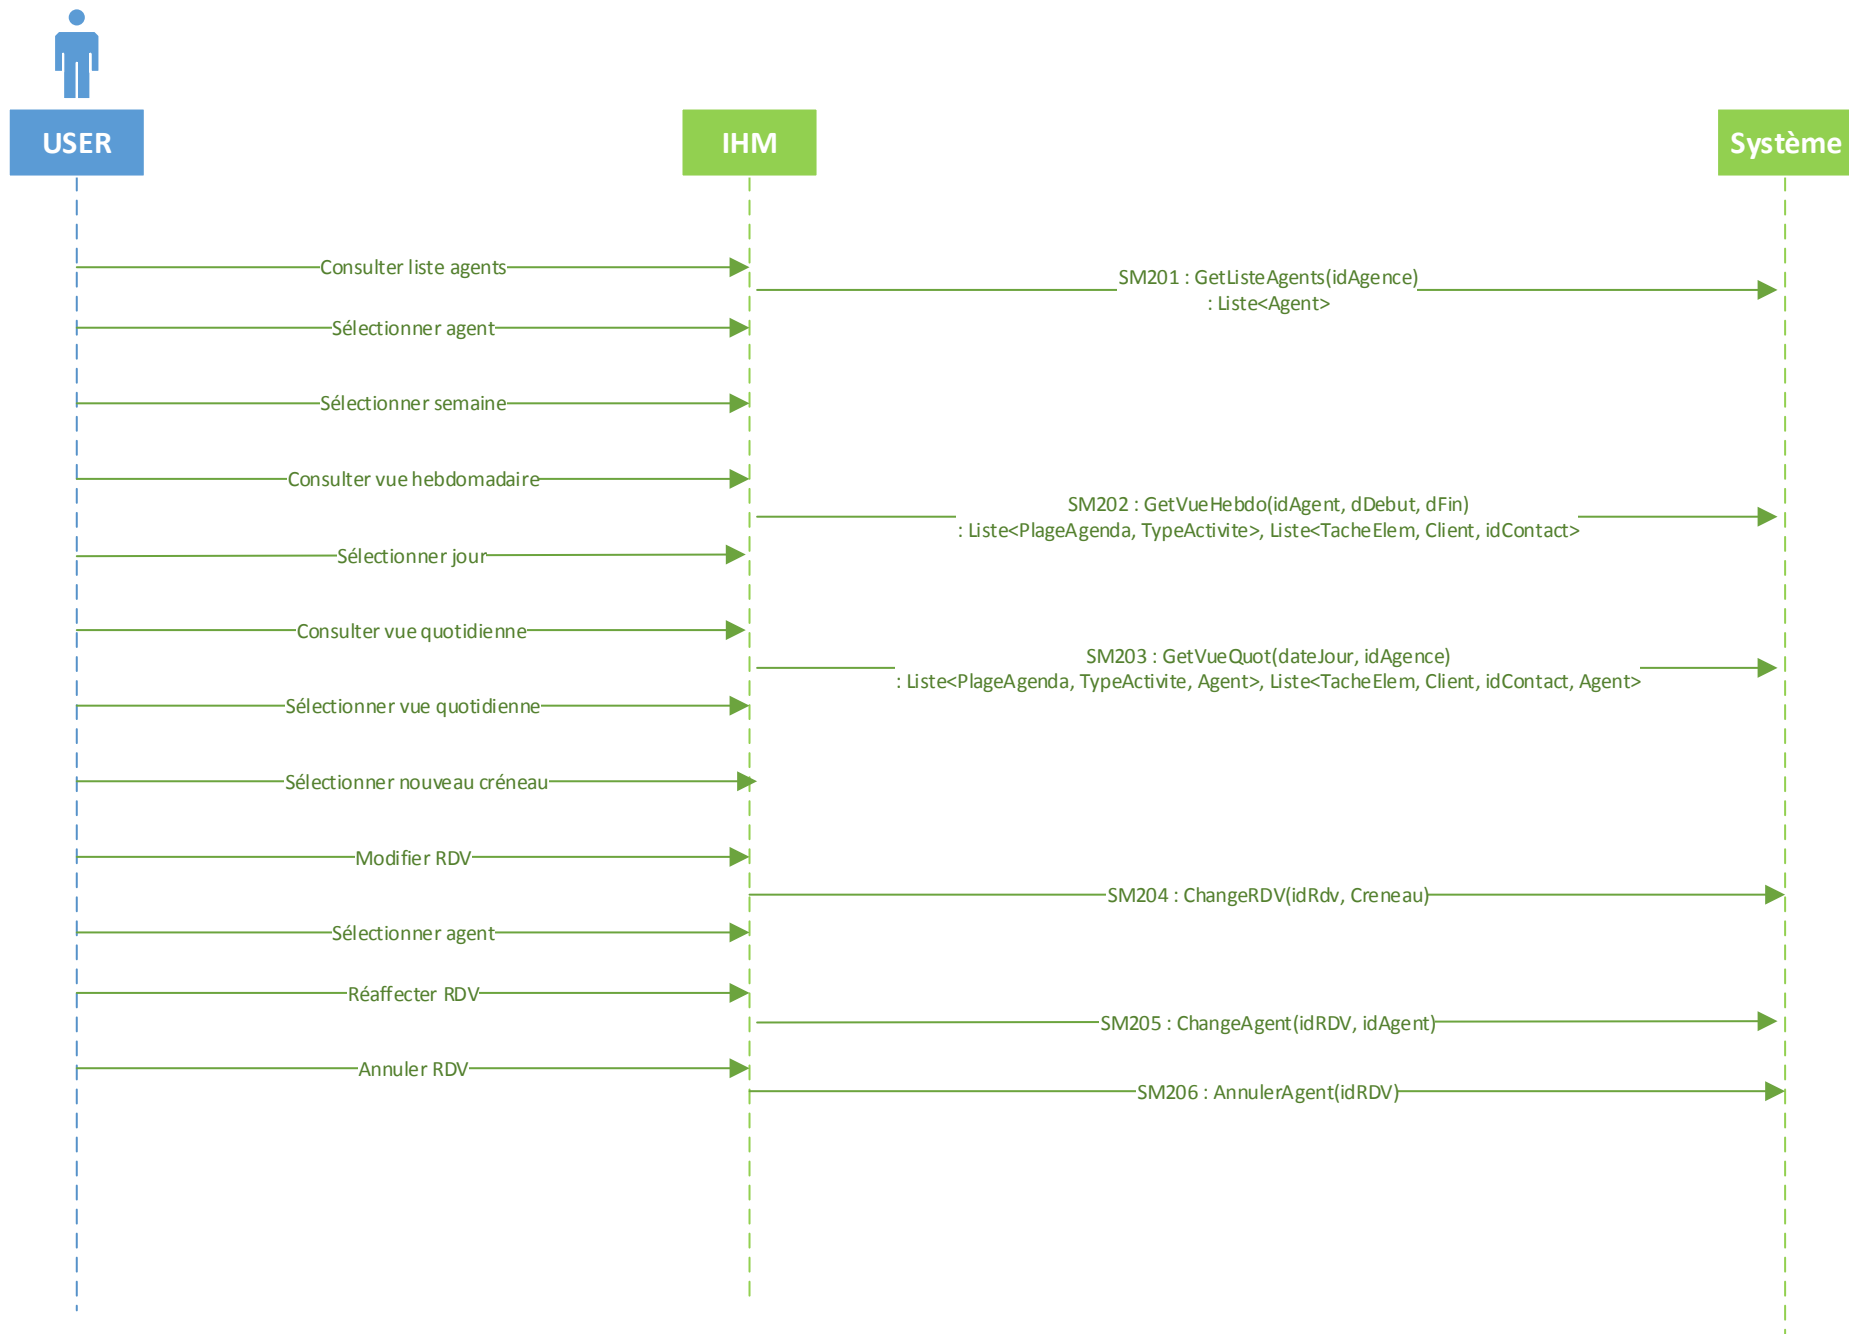 USER
IHM
Système
Consulter liste agents
SM201 : GetListeAgents(idAgence)
: Liste<Agent>
Sélectionner agent
Sélectionner semaine
Consulter vue hebdomadaire
SM202 : GetVueHebdo(idAgent, dDebut, dFin)
: Liste<PlageAgenda, TypeActivite>, Liste<TacheElem, Client, idContact>
Sélectionner jour
Consulter vue quotidienne
SM203 : GetVueQuot(dateJour, idAgence)
: Liste<PlageAgenda, TypeActivite, Agent>, Liste<TacheElem, Client, idContact, Agent>
Sélectionner vue quotidienne
Sélectionner nouveau créneau
Modifier RDV
SM204 : ChangeRDV(idRdv, Creneau)
Sélectionner agent
Réaffecter RDV
SM205 : ChangeAgent(idRDV, idAgent)
Annuler RDV
SM206 : AnnulerAgent(idRDV)